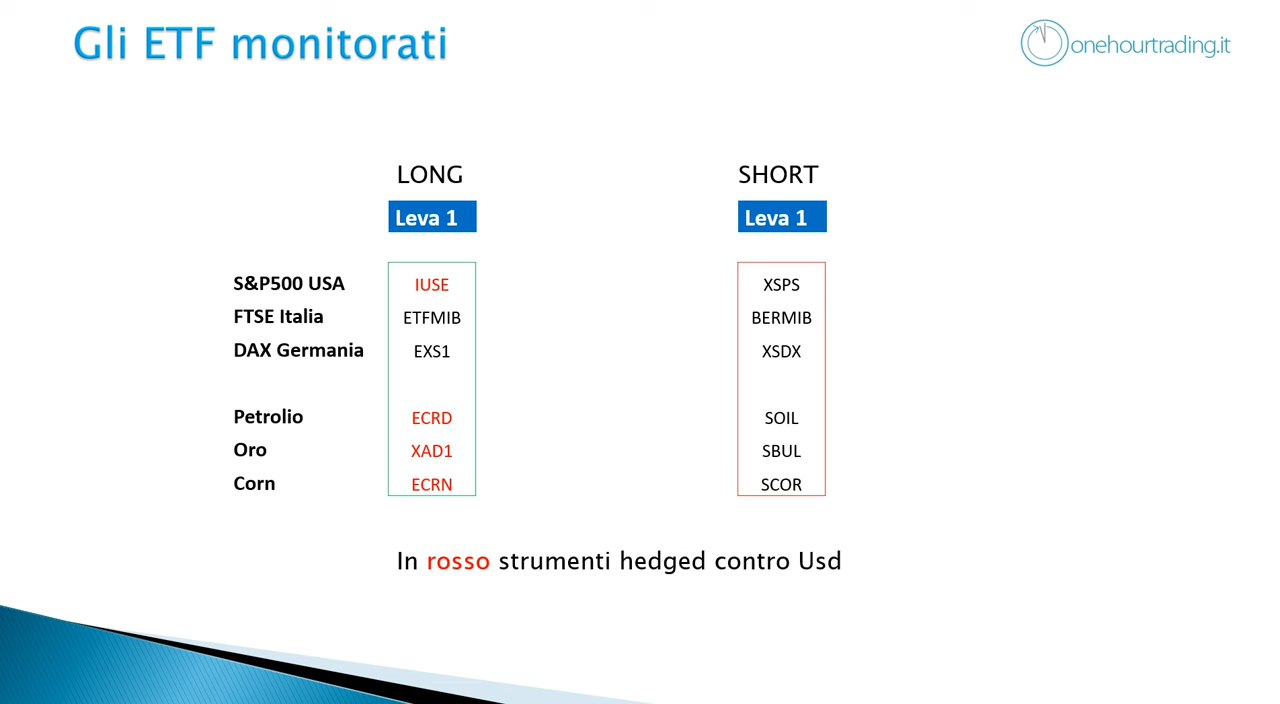 Gli ETF monitorati
onehourtrading.it
LONG SHORT
Leva 1 Leva 1
S&P500 USA IUSE XSPS
FTSE Italia ETFMIB BERMIB
DAX Germania EXS1 XSDX
Petrolio ECRD SOIL
Oro XAD1 SBUL
Corn ECRN SCOR
In rosso strumenti hedged contro Usd